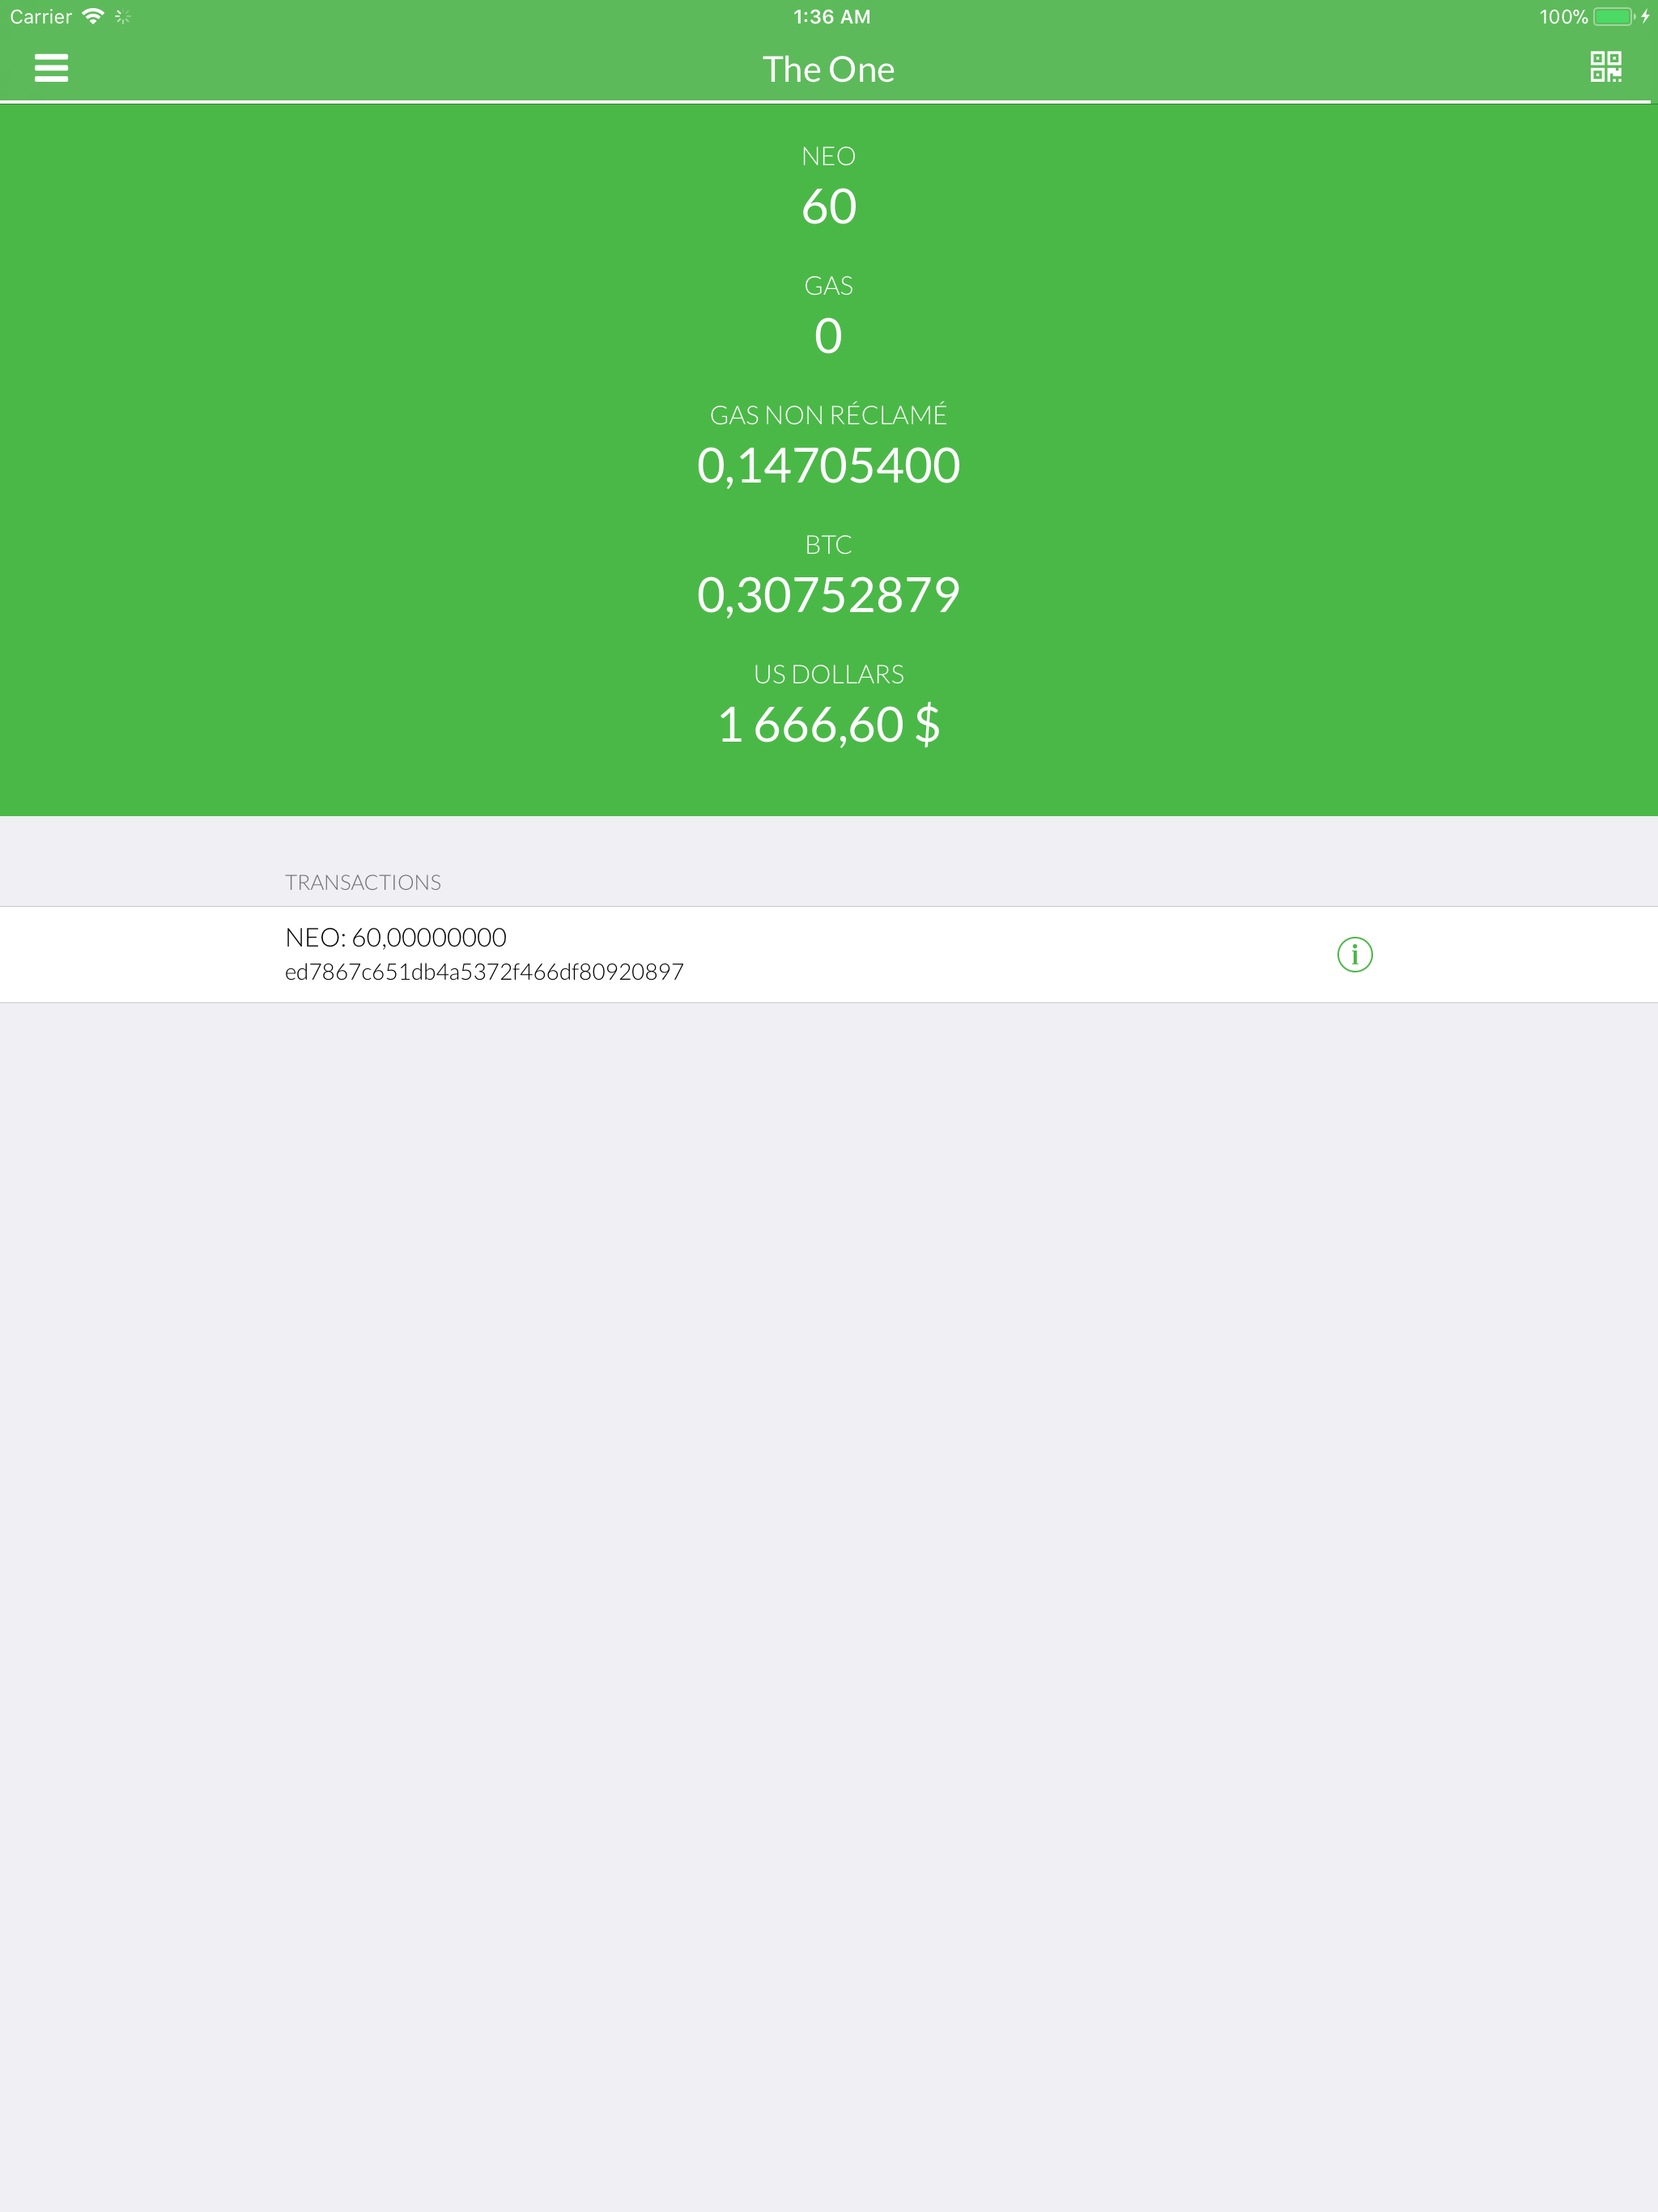 Carrier
1:36 AM
100%
The One
NEO
60
GAS
0
GAS NON RÉCLAMÉ
0,14705400
BTC
0,30752879
US DOLLARS
1 666,60 $
TRANSACTIONS
NEO: 60,00000000
ed7867c651db4a5372f466df80920897